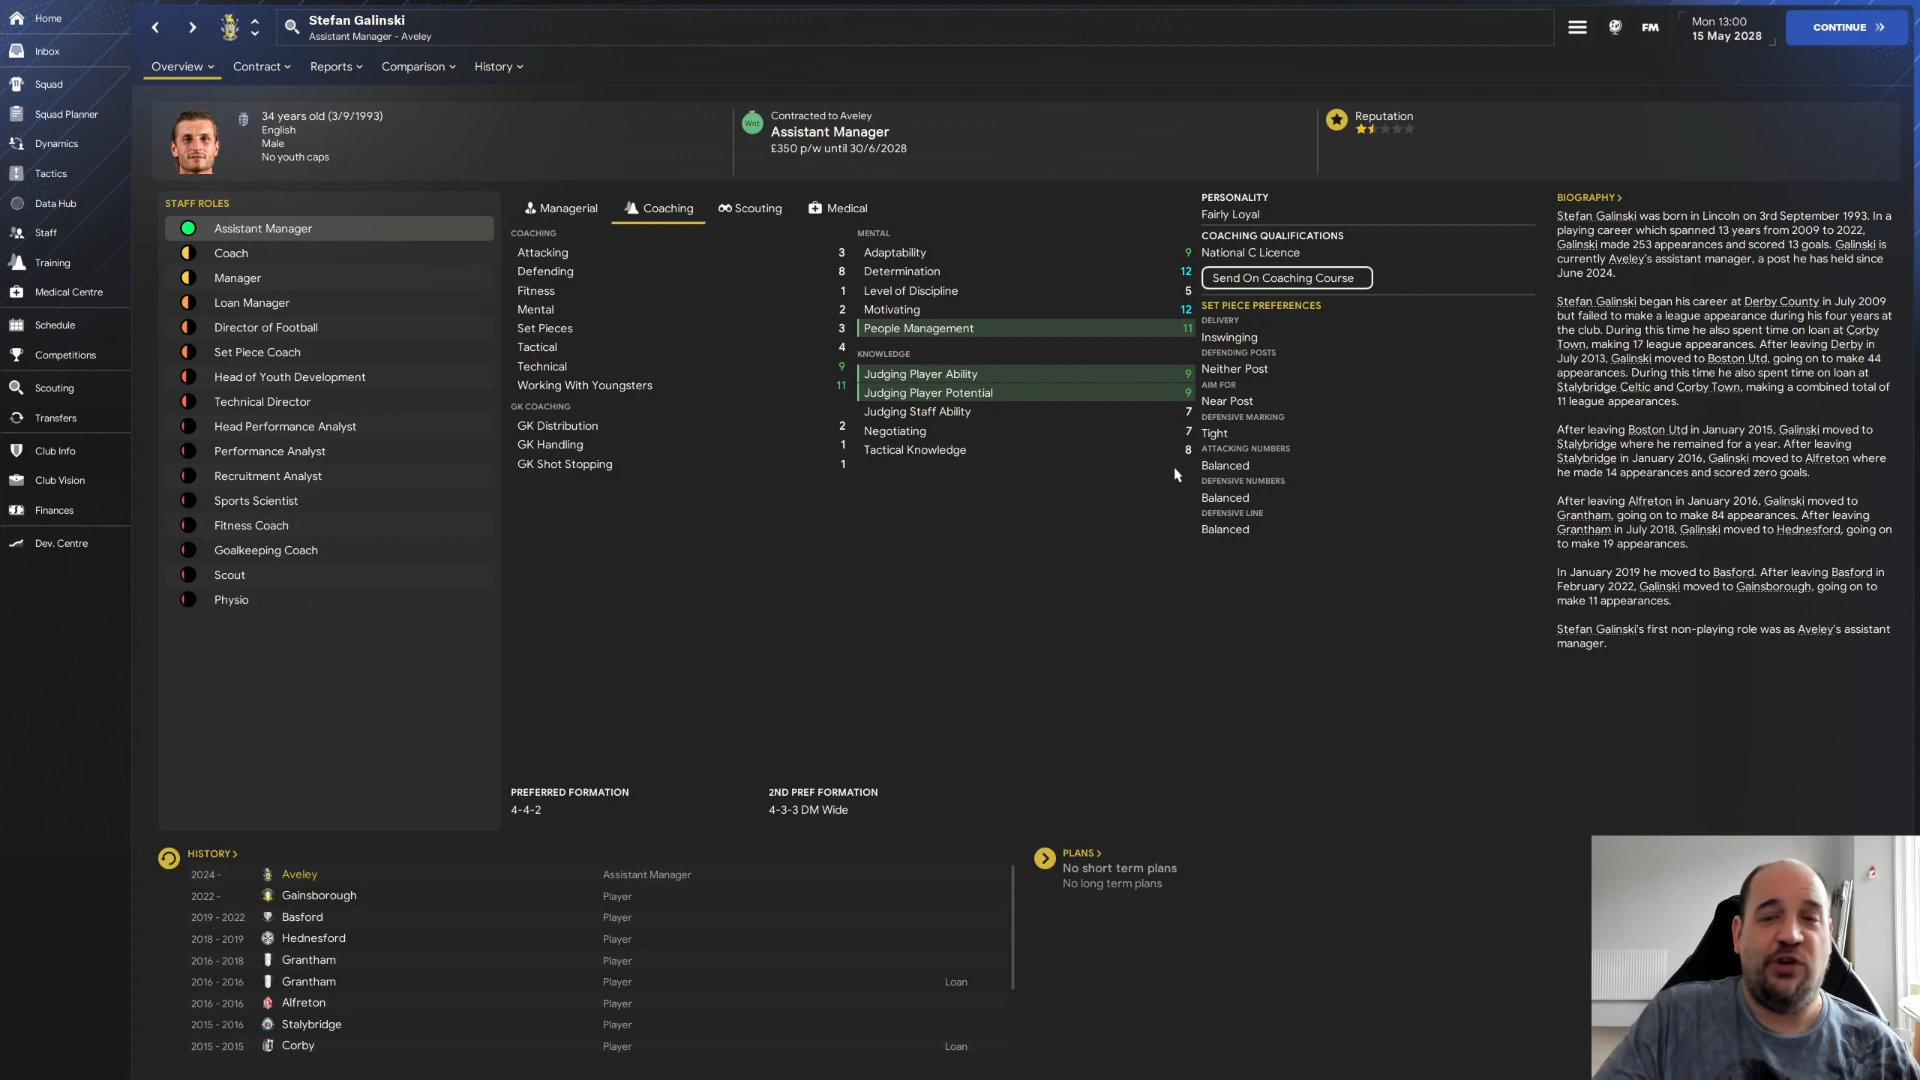 Home
Inbox
Squad
Squad Planner
Dynamics
Tactics
Data Hub
Staff
Training
Medical Centre
Schedule
Competitions
Scouting
Transfers
Club Info
Club Vision
Finances
Dev. Centre
Stefan Galinski
Assistant Manager - Aveley
FM
Mon 13:00
15 May 2028
CONTINUE
Overview
Contract
Reports
Comparison
History
34 years old (3/9/1993)
English
Male
No youth caps
Wnt
Contracted to Aveley
Assistant Manager
£350 p/w until 30/6/2028
Reputation
STAFF ROLES
Assistant Manager
Coach
Manager
Loan Manager
Director of Football
Set Piece Coach
Head of Youth Development
Technical Director
Head Performance Analyst
Performance Analyst
Recruitment Analyst
Sports Scientist
Fitness Coach
Goalkeeping Coach
Scout
Physio
Managerial
Coaching
Scouting
Medical
COACHING
Attacking 3
Defending 8
Fitness 1
Mental 2
Set Pieces 3
Tactical 4
Technical 9
Working With Youngsters 11
GK COACHING
GK Distribution 2
GK Handling 1
GK Shot Stopping 1
MENTAL
Adaptability 9
Determination 12
Level of Discipline 5
Motivating 12
People Management 11
KNOWLEDGE
Judging Player Ability 9
Judging Player Potential 9
Judging Staff Ability 7
Negotiating 7
Tactical Knowledge 8
PREFERRED FORMATION
4-4-2
2ND PREF FORMATION
4-3-3 DM Wide
PERSONALITY
Fairly Loyal
COACHING QUALIFICATIONS
National C Licence
Send On Coaching Course
SET PIECE PREFERENCES
DELIVERY
Inswinging
DEFENDING POSTS
Neither Post
AIM FOR
Near Post
DEFENSIVE MARKING
Tight
ATTACKING NUMBERS
Balanced
DEFENSIVE NUMBERS
Balanced
DEFENSIVE LINE
Balanced
BIOGRAPHY
Stefan Galinski was born in Lincoln on 3rd September 1993. In a
playing career which spanned 13 years from 2009 to 2022,
Galinski made 253 appearances and scored 13 goals. Galinski is
currently Aveley's assistant manager, a post he has held since
June 2024.
Stefan Galinski began his career at Derby County in July 2009
but failed to make a league appearance during his four years at
the club. During this time he also spent time on loan at Corby
Town, making 17 league appearances. After leaving Derby in
July 2013, Galinski moved to Boston Utd, going on to make 44
appearances. During this time he also spent time on loan at
Stalybridge Celtic and Corby Town, making a combined total of
11 league appearances.
After leaving Boston Utd in January 2015, Galinski moved to
Stalybridge where he remained for a year. After leaving
Stalybridge in January 2016, Galinski moved to Alfreton where
he made 14 appearances and scored zero goals.
After leaving Alfreton in January 2016, Galinski moved to
Grantham, going on to make 84 appearances. After leaving
Grantham in July 2018, Galinski moved to Hednesford, going on
to make 19 appearances.
In January 2019 he moved to Basford. After leaving Basford in
February 2022, Galinski moved to Gainsborough, going on to
make 11 appearances.
Stefan Galinski's first non-playing role was as Aveley's assistant
manager.
HISTORY
2024 - Aveley Assistant Manager
2022 - Gainsborough Player
2019 - 2022 Basford Player
2018 - 2019 Hednesford Player
2016 - 2018 Grantham Player
2016 - 2016 Grantham Player Loan
2016 - 2016 Alfreton Player
2015 - 2016 Stalybridge Player
2015 - 2015 Corby Player Loan
PLANS
No short term plans
No long term plans